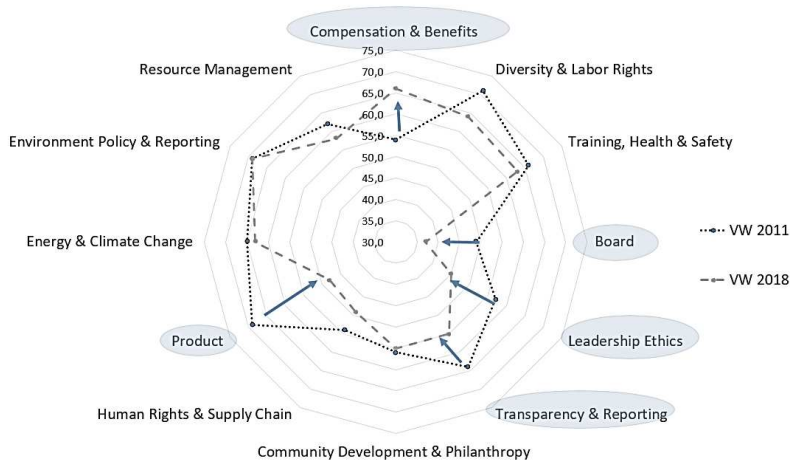 Compensation & Benefits
75,0
Resource Management
70,0
Diversity & Labor Rights
65,0
60,0
Environment Policy & Reporting
55,0
Training, Health & Safety
50,0
45,0
40,0
VW 2011
35,0
Energy & Climate Change
30,0
Board
VW 2018
Product
Leadership Ethics
Human Rights & Supply Chain
Transparency & Reporting
Community Development & Philanthropy